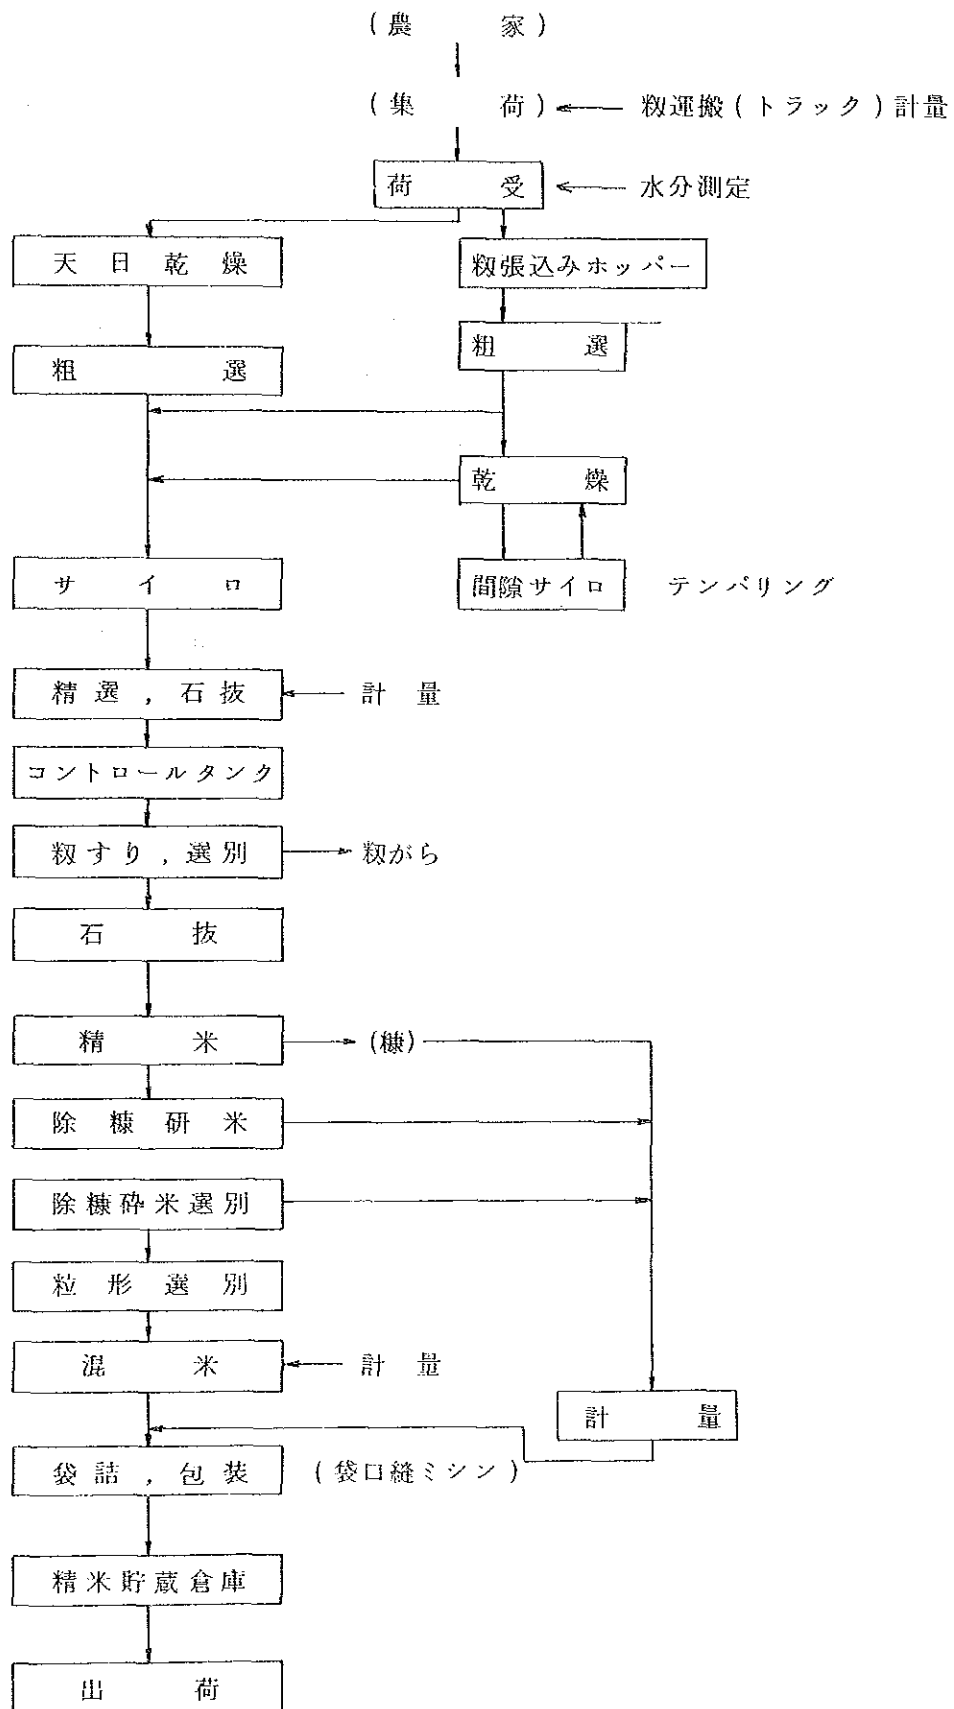 (農家)
(集荷) 籾運搬(トラック)計量
荷受 水分測定
天日乾燥 籾張込みホッパー
粗選 粗選
乾燥
サイロ 間隙サイロ テンパリング
精選,石抜 計量
コントロールタンク
籾すり,選別 籾がら
石抜
精米 (糠)
除糠研米
除糠砕米選別
粒形選別
混米 計量
計量
袋詰,包装 (袋口縫ミシン)
精米貯蔵倉庫
出荷